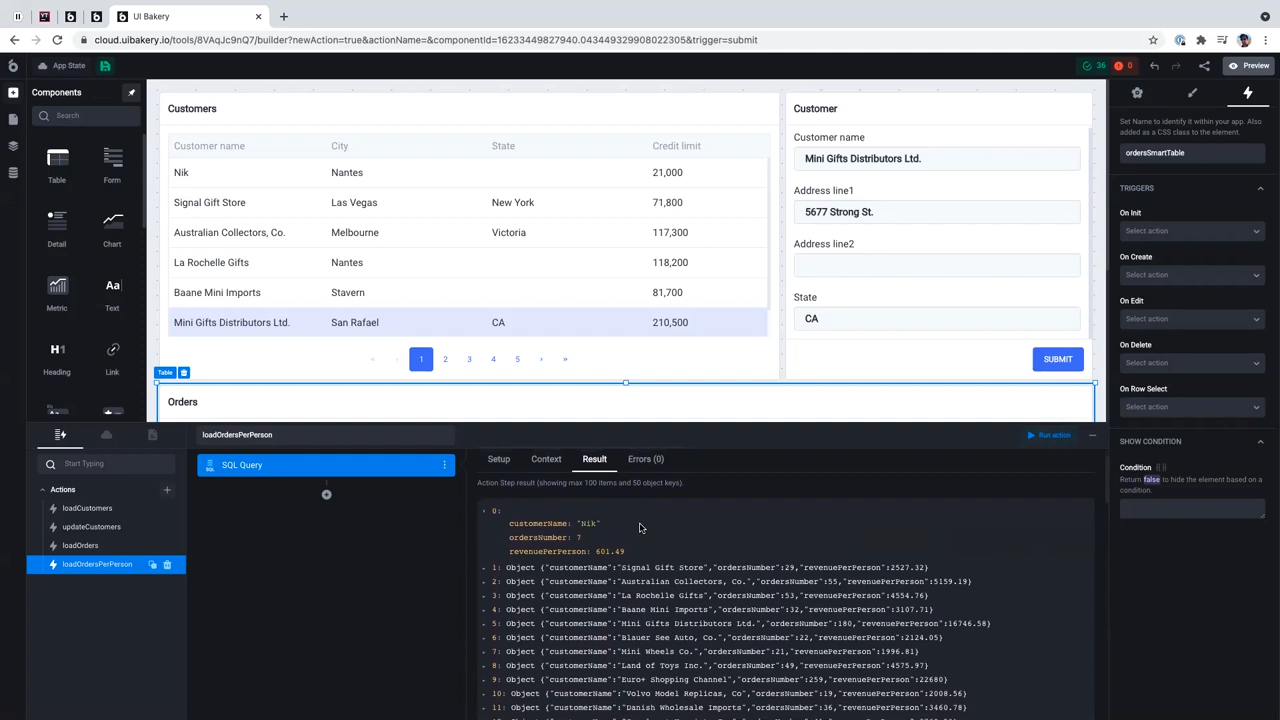 UI Bakery
cloud.uibakery.io/tools/8VAqJc9nQ7/builder?newAction=true&actionName=&componentId=16233449827940.043449329908022305&trigger=submit
App State
36
0
Preview
Components
Search
Table
Form
Detail
Chart
Metric
Aa
Text
H1
Heading
Link
Customers
Customer name City State Credit limit
Nik Nantes 21,000
Signal Gift Store Las Vegas New York 71,800
Australian Collectors, Co. Melbourne Victoria 117,300
La Rochelle Gifts Nantes 118,200
Baane Mini Imports Stavern 81,700
Mini Gifts Distributors Ltd. San Rafael CA 210,500
« ‹ 1 2 3 4 5 › »
Customer
Customer name
Mini Gifts Distributors Ltd.
Address line1
5677 Strong St.
Address line2
State
CA
SUBMIT
Table
Orders
Set Name to identify it within your app. Also
added as a CSS class to the element.
ordersSmartTable
TRIGGERS
On Init
Select action
On Create
Select action
On Edit
Select action
On Delete
Select action
On Row Select
Select action
SHOW CONDITION
Condition
Return false to hide the element based on a
condition.
Start Typing
Actions
loadCustomers
updateCustomers
loadOrders
loadOrdersPerPerson
loadOrdersPerPerson
Run action
SQL Query
Setup Context Result Errors (0)
Action Step result (showing max 100 items and 50 object keys).
0:
customerName: "Nik"
ordersNumber: 7
revenuePerPerson: 601.49
1: Object {"customerName":"Signal Gift Store","ordersNumber":29,"revenuePerPerson":2527.32}
2: Object {"customerName":"Australian Collectors, Co.","ordersNumber":55,"revenuePerPerson":5159.19}
3: Object {"customerName":"La Rochelle Gifts","ordersNumber":53,"revenuePerPerson":4554.76}
4: Object {"customerName":"Baane Mini Imports","ordersNumber":32,"revenuePerPerson":3107.71}
5: Object {"customerName":"Mini Gifts Distributors Ltd.","ordersNumber":180,"revenuePerPerson":16746.58}
6: Object {"customerName":"Blauer See Auto, Co.","ordersNumber":22,"revenuePerPerson":2124.05}
7: Object {"customerName":"Mini Wheels Co.","ordersNumber":21,"revenuePerPerson":1996.81}
8: Object {"customerName":"Land of Toys Inc.","ordersNumber":49,"revenuePerPerson":4575.97}
9: Object {"customerName":"Euro+ Shopping Channel","ordersNumber":259,"revenuePerPerson":22680}
10: Object {"customerName":"Volvo Model Replicas, Co","ordersNumber":19,"revenuePerPerson":2008.56}
11: Object {"customerName":"Danish Wholesale Imports","ordersNumber":36,"revenuePerPerson":3460.78}